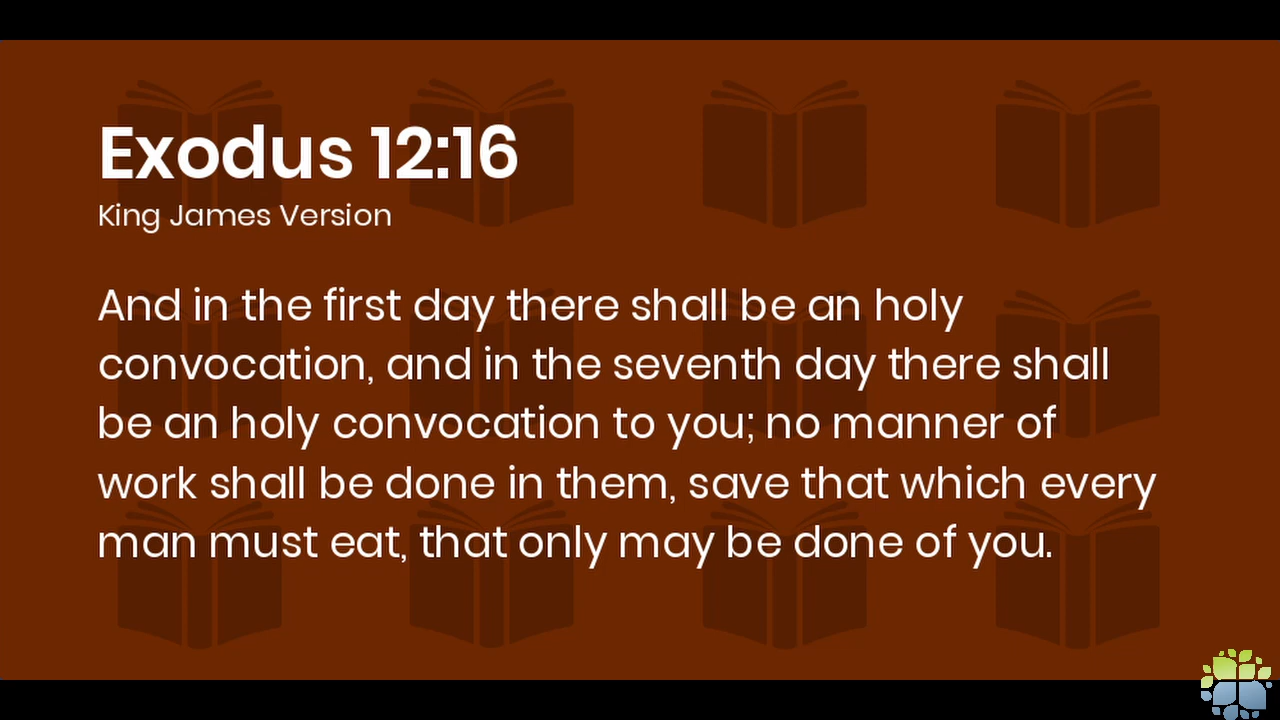 Exodus 12:16
King James Version
And in the first day there shall be an holy
convocation, and in the seventh day there shall
be an holy convocation to you; no manner of
work shall be done in them, save that which every
man must eat, that only may be done of you.